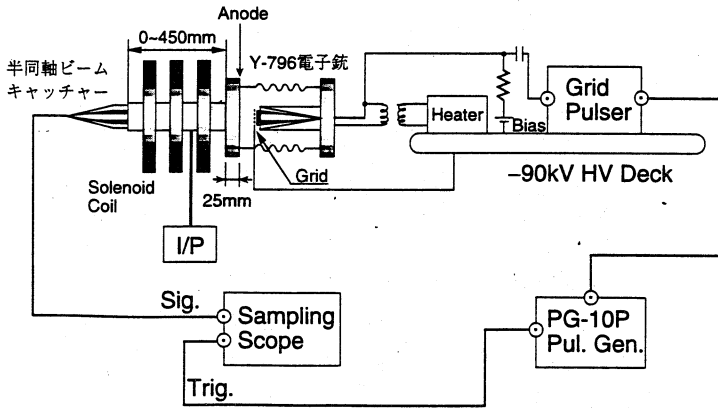 Anode
0~450mm
Y-796電子銃
半同軸ビーム
キャッチャー
Grid
Pulser
Heater
Bias
Solenoid
Coil
25mm
Grid
−90kV HV Deck
I/P
Sig.
Sampling
Scope
PG-10P
Pul. Gen.
Trig.